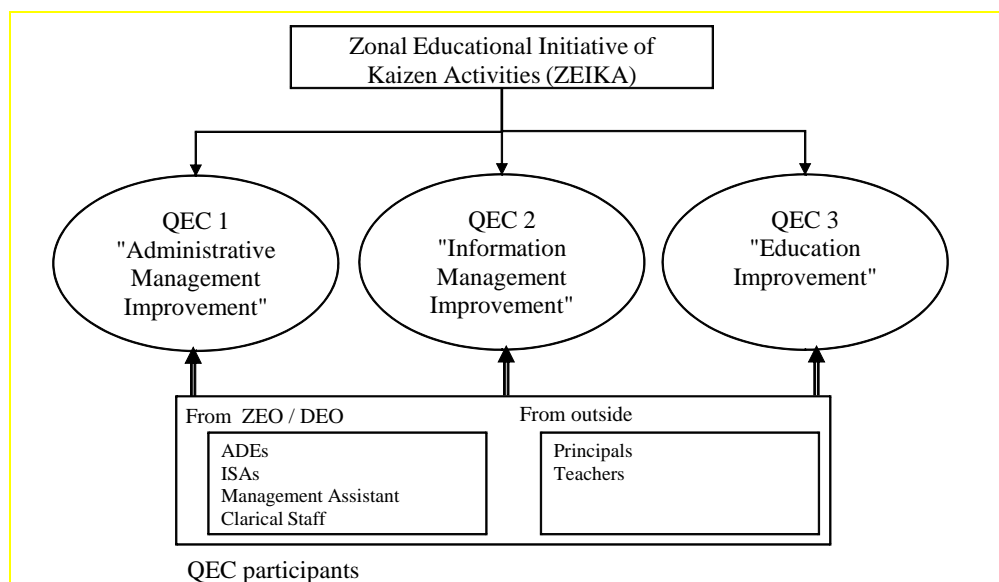 Zonal Educational Initiative of
Kaizen Activities (ZEIKA)
QEC 1
"Administrative
Management
Improvement"
QEC 2
"Information
Management
Improvement"
QEC 3
"Education
Improvement"
From ZEO / DEO
ADEs
ISAs
Management Assistant
Clarical Staff
From outside
Principals
Teachers
QEC participants